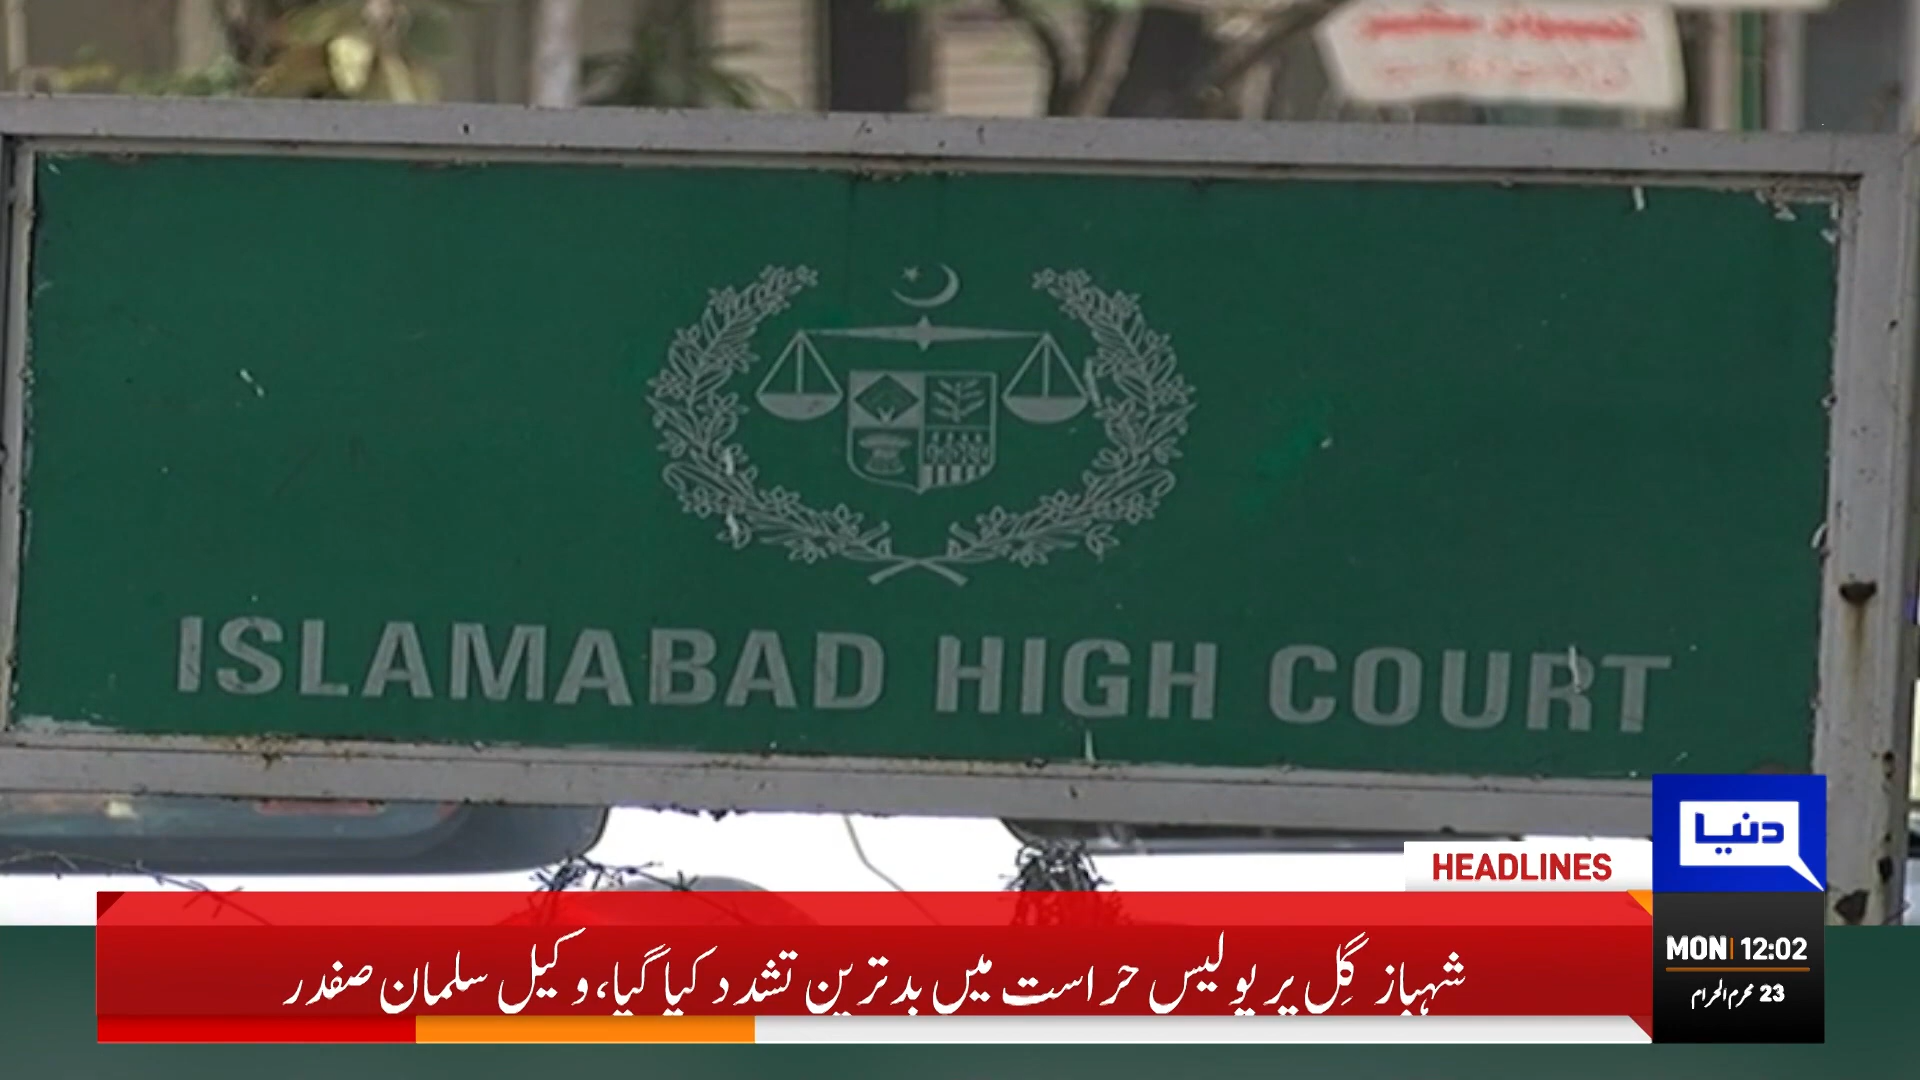 ISLAMABAD HIGH COURT
دنیا
HEADLINES
شہباز گِل پر پولیس حراست میں بدترین تشدد کیا گیا، وکیل سلمان صفدر
MON 12:02
23 محرم الحرام